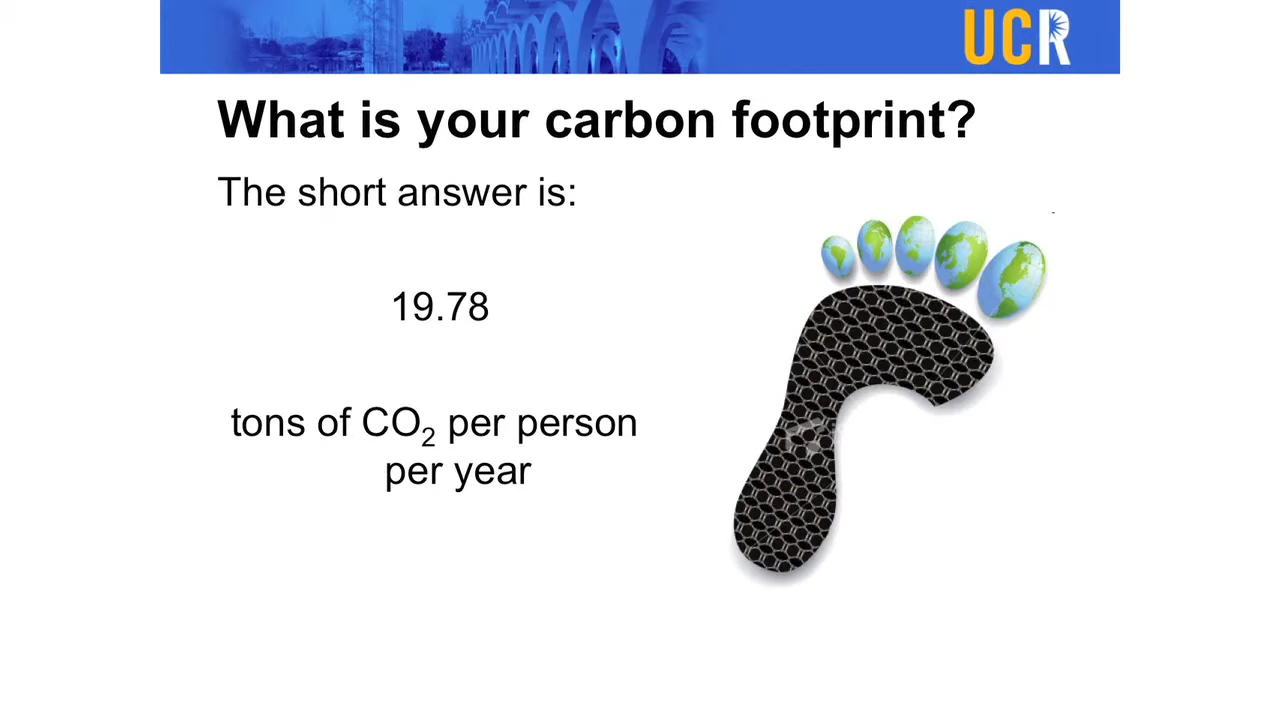 UCR
What is your carbon footprint?
The short answer is:
19.78
tons of CO₂ per person
per year